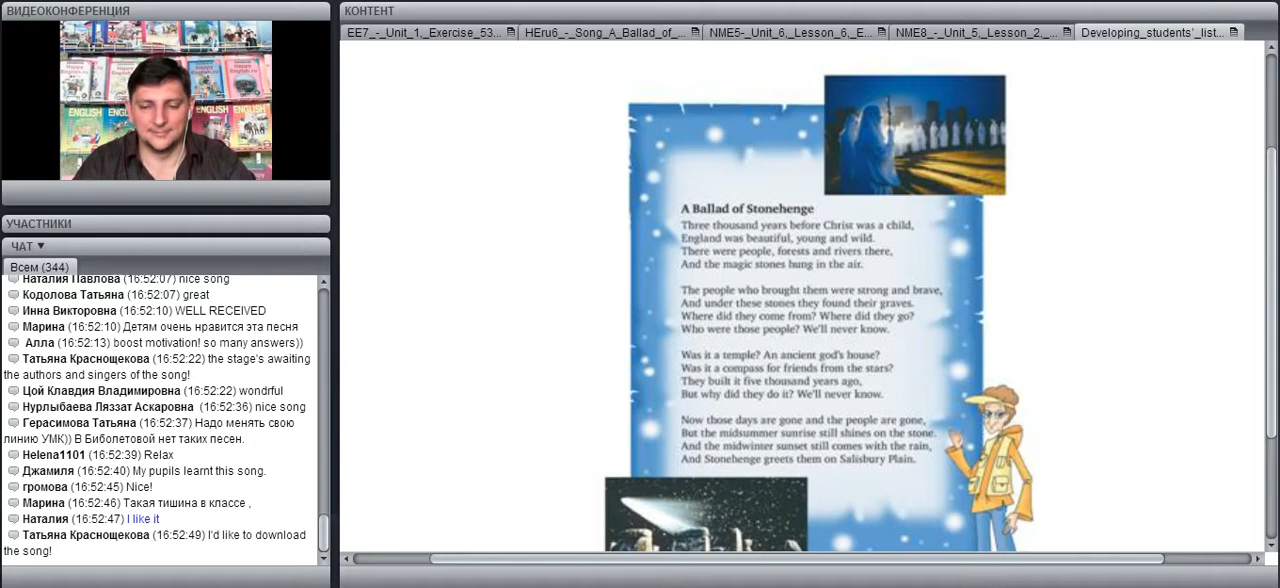 ВИДЕОКОНФЕРЕНЦИЯ
ENGLISH
ENGLISH
УЧАСТНИКИ
ЧАТ ▼
Всем (344)
Наталия Павлова (16:52:07) nice song
Кодолова Татьяна (16:52:07) great
Инна Викторовна (16:52:10) WELL RECEIVED
Марина (16:52:10) Детям очень нравится эта песня
Алла (16:52:13) boost motivation! so many answers))
Татьяна Краснощекова (16:52:22) the stage's awaiting
the authors and singers of the song!
Цой Клавдия Владимировна (16:52:22) wondrful
Нурлыбаева Ляззат Аскаровна (16:52:36) nice song
Герасимова Татьяна (16:52:37) Надо менять свою
линию УМК)) В Биболетовой нет таких песен.
Helena1101 (16:52:39) Relax
Джамиля (16:52:40) My pupils learnt this song.
громова (16:52:45) Nice!
Марина (16:52:46) Такая тишина в классе ,
Наталия (16:52:47) I like it
Татьяна Краснощекова (16:52:49) I'd like to download
the song!
КОНТЕНТ
EE7_-_Unit_1,_Exercise_53...
HEru6_-_Song_A_Ballad_of_...
NME5-_Unit_6,_Lesson_6,_E...
NME8_-_Unit_5,_Lesson_2,_...
Developing_students'_list...
A Ballad of Stonehenge
Three thousand years before Christ was a child,
England was beautiful, young and wild.
There were people, forests and rivers there,
And the magic stones hung in the air.
The people who brought them were strong and brave,
And under these stones they found their graves.
Where did they come from? Where did they go?
Who were those people? We'll never know.
Was it a temple? An ancient god's house?
Was it a compass for friends from the stars?
They built it five thousand years ago,
But why did they do it? We'll never know.
Now those days are gone and the people are gone,
But the midsummer sunrise still shines on the stone.
And the midwinter sunset still comes with the rain,
And Stonehenge greets them on Salisbury Plain.